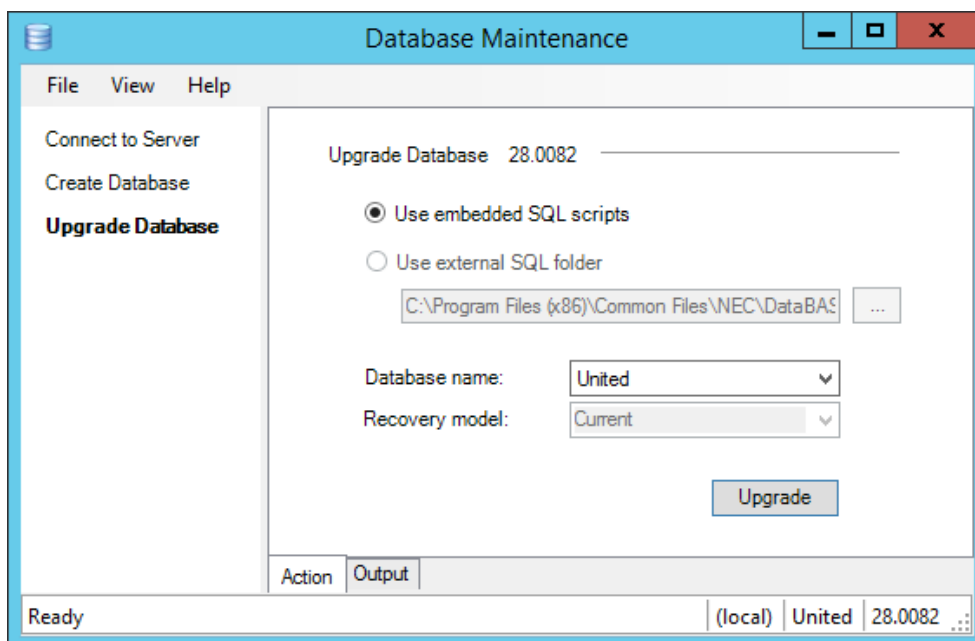 Database Maintenance
File View Help
Connect to Server
Create Database
Upgrade Database
Upgrade Database 28.0082
Use embedded SQL scripts
Use external SQL folder
C:\Program Files (x86)\Common Files\NEC\DataBAS
...
Database name: United
Recovery model: Current
Upgrade
Action Output
Ready (local) United 28.0082